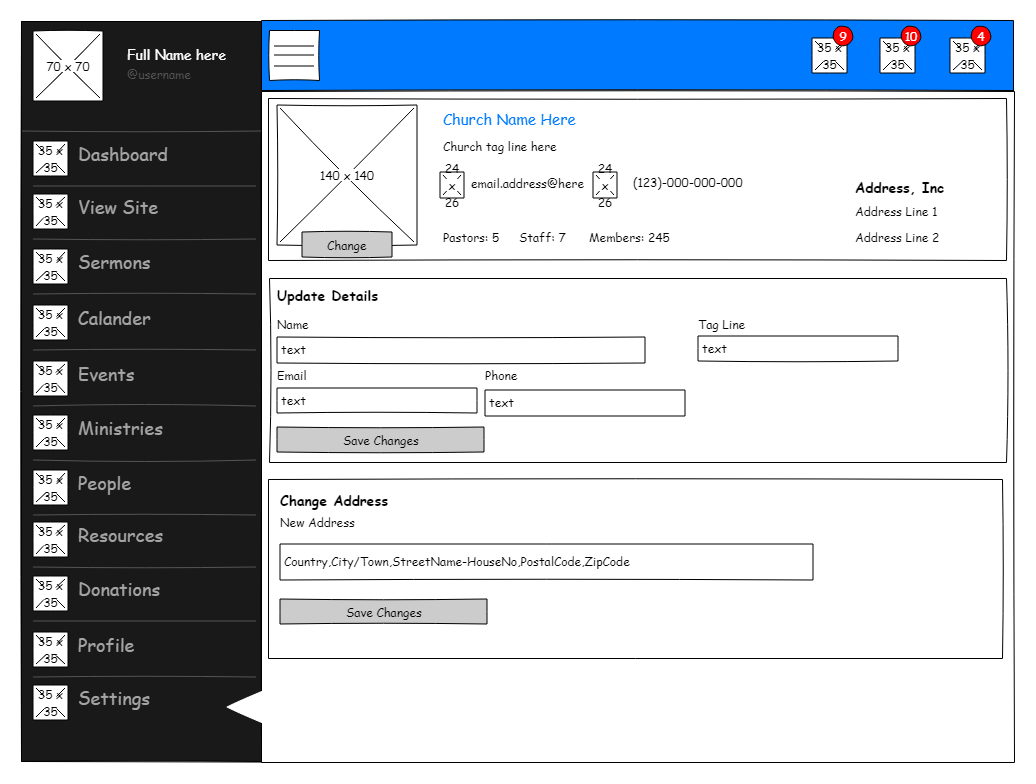 70 x 70
Full Name here
@username
35 x 35
Dashboard
35 x 35
View Site
35 x 35
Sermons
35 x 35
Calander
35 x 35
Events
35 x 35
Ministries
35 x 35
People
35 x 35
Resources
35 x 35
Donations
35 x 35
Profile
35 x 35
Settings
9
35 x 35
10
35 x 35
4
35 x 35
140 x 140
Change
Church Name Here
Church tag line here
24 x 26
email.address@here
24 x 26
(123)-000-000-000
Pastors: 5 Staff: 7 Members: 245
Address, Inc
Address Line 1
Address Line 2
Update Details
Name
text
Tag Line
text
Email
text
Phone
text
Save Changes
Change Address
New Address
Country,City/Town,StreetName-HouseNo,PostalCode,ZipCode
Save Changes